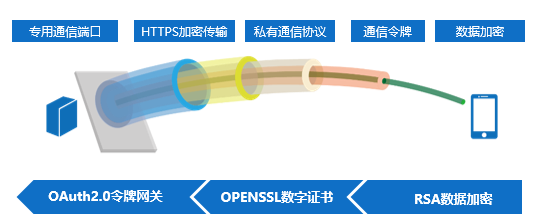 专用通信端口
HTTPS加密传输
私有通信协议
通信令牌
数据加密
OAuth2.0令牌网关
OPENSSL数字证书
RSA数据加密